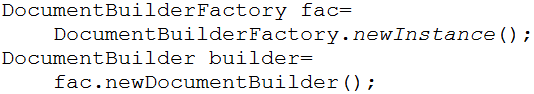 DocumentBuilderFactory fac=
DocumentBuilderFactory.newInstance();
DocumentBuilder builder=
fac.newDocumentBuilder();